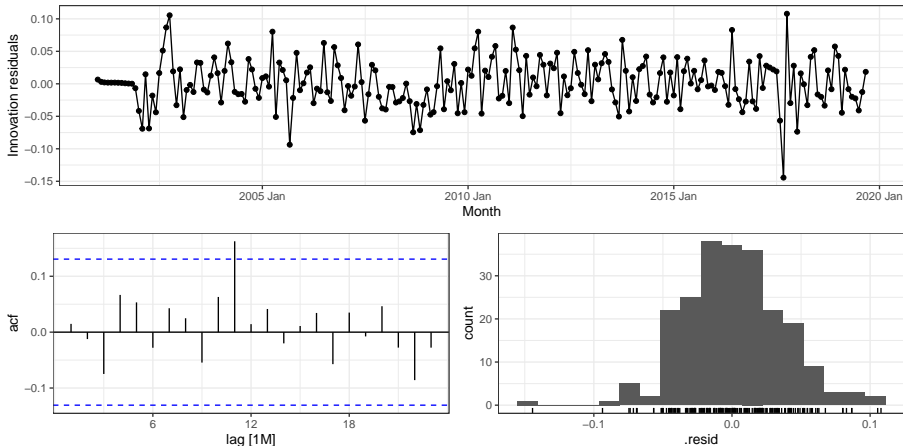 Innovation residuals
0.10
0.05
0.00
−0.05
−0.10
−0.15
2005 Jan
2010 Jan
2015 Jan
2020 Jan
Month
acf
0.1
0.0
−0.1
6
12
18
lag [1M]
count
30
20
10
0
−0.1
0.0
0.1
.resid